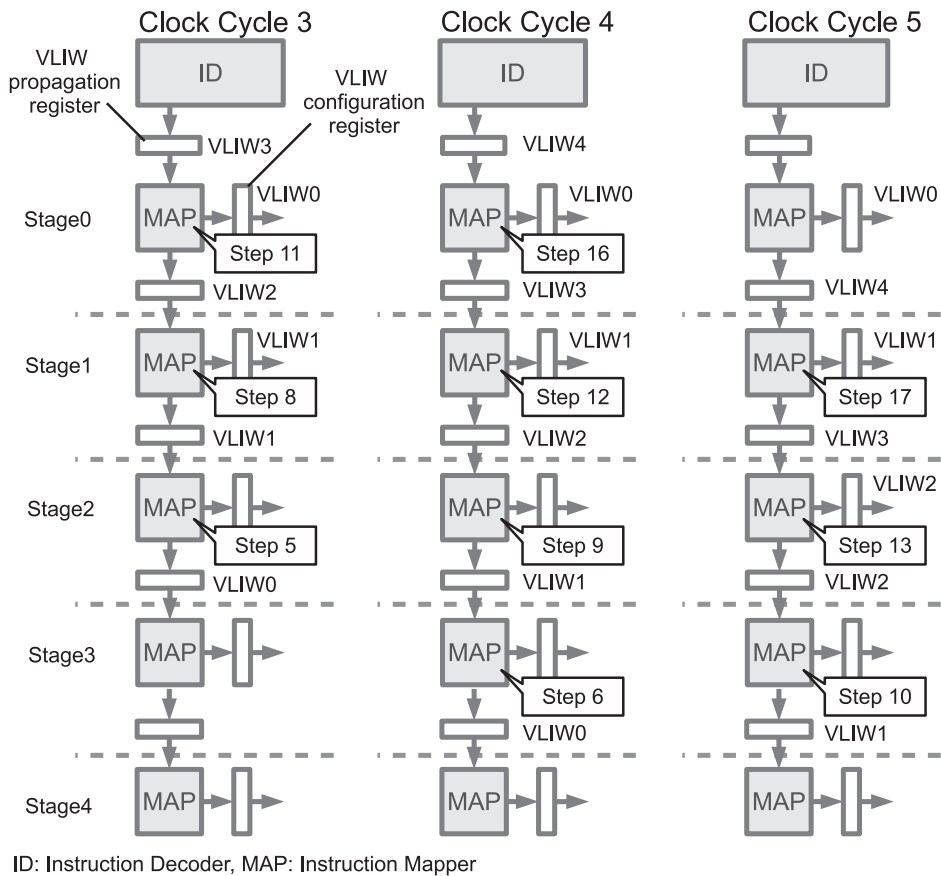 Clock Cycle 3 Clock Cycle 4 Clock Cycle 5
VLIW
propagation
register
ID
VLIW
configuration
register
ID
ID
VLIW3
VLIW4
Stage0
MAP
VLIW0
MAP
VLIW0
MAP
VLIW0
Step 11
Step 16
VLIW2
VLIW3
VLIW4
Stage1
MAP
VLIW1
MAP
VLIW1
MAP
VLIW1
Step 8
Step 12
Step 17
VLIW1
VLIW2
VLIW3
Stage2
MAP
MAP
MAP
VLIW2
Step 5
Step 9
Step 13
VLIW0
VLIW1
VLIW2
Stage3
MAP
MAP
MAP
Step 6
Step 10
VLIW0
VLIW1
Stage4
MAP
MAP
MAP
ID: Instruction Decoder, MAP: Instruction Mapper